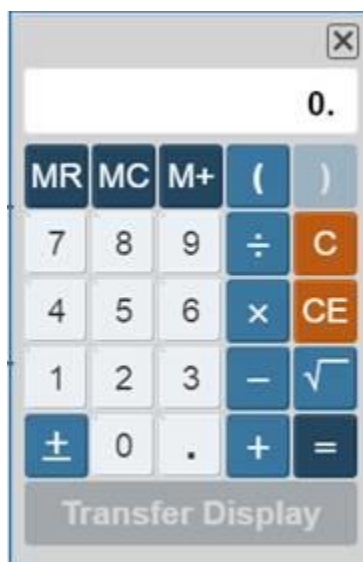 0.
MR MC M+ ( )
7 8 9 ÷ C
4 5 6 × CE
1 2 3 − √
± 0 . + =
Transfer Display